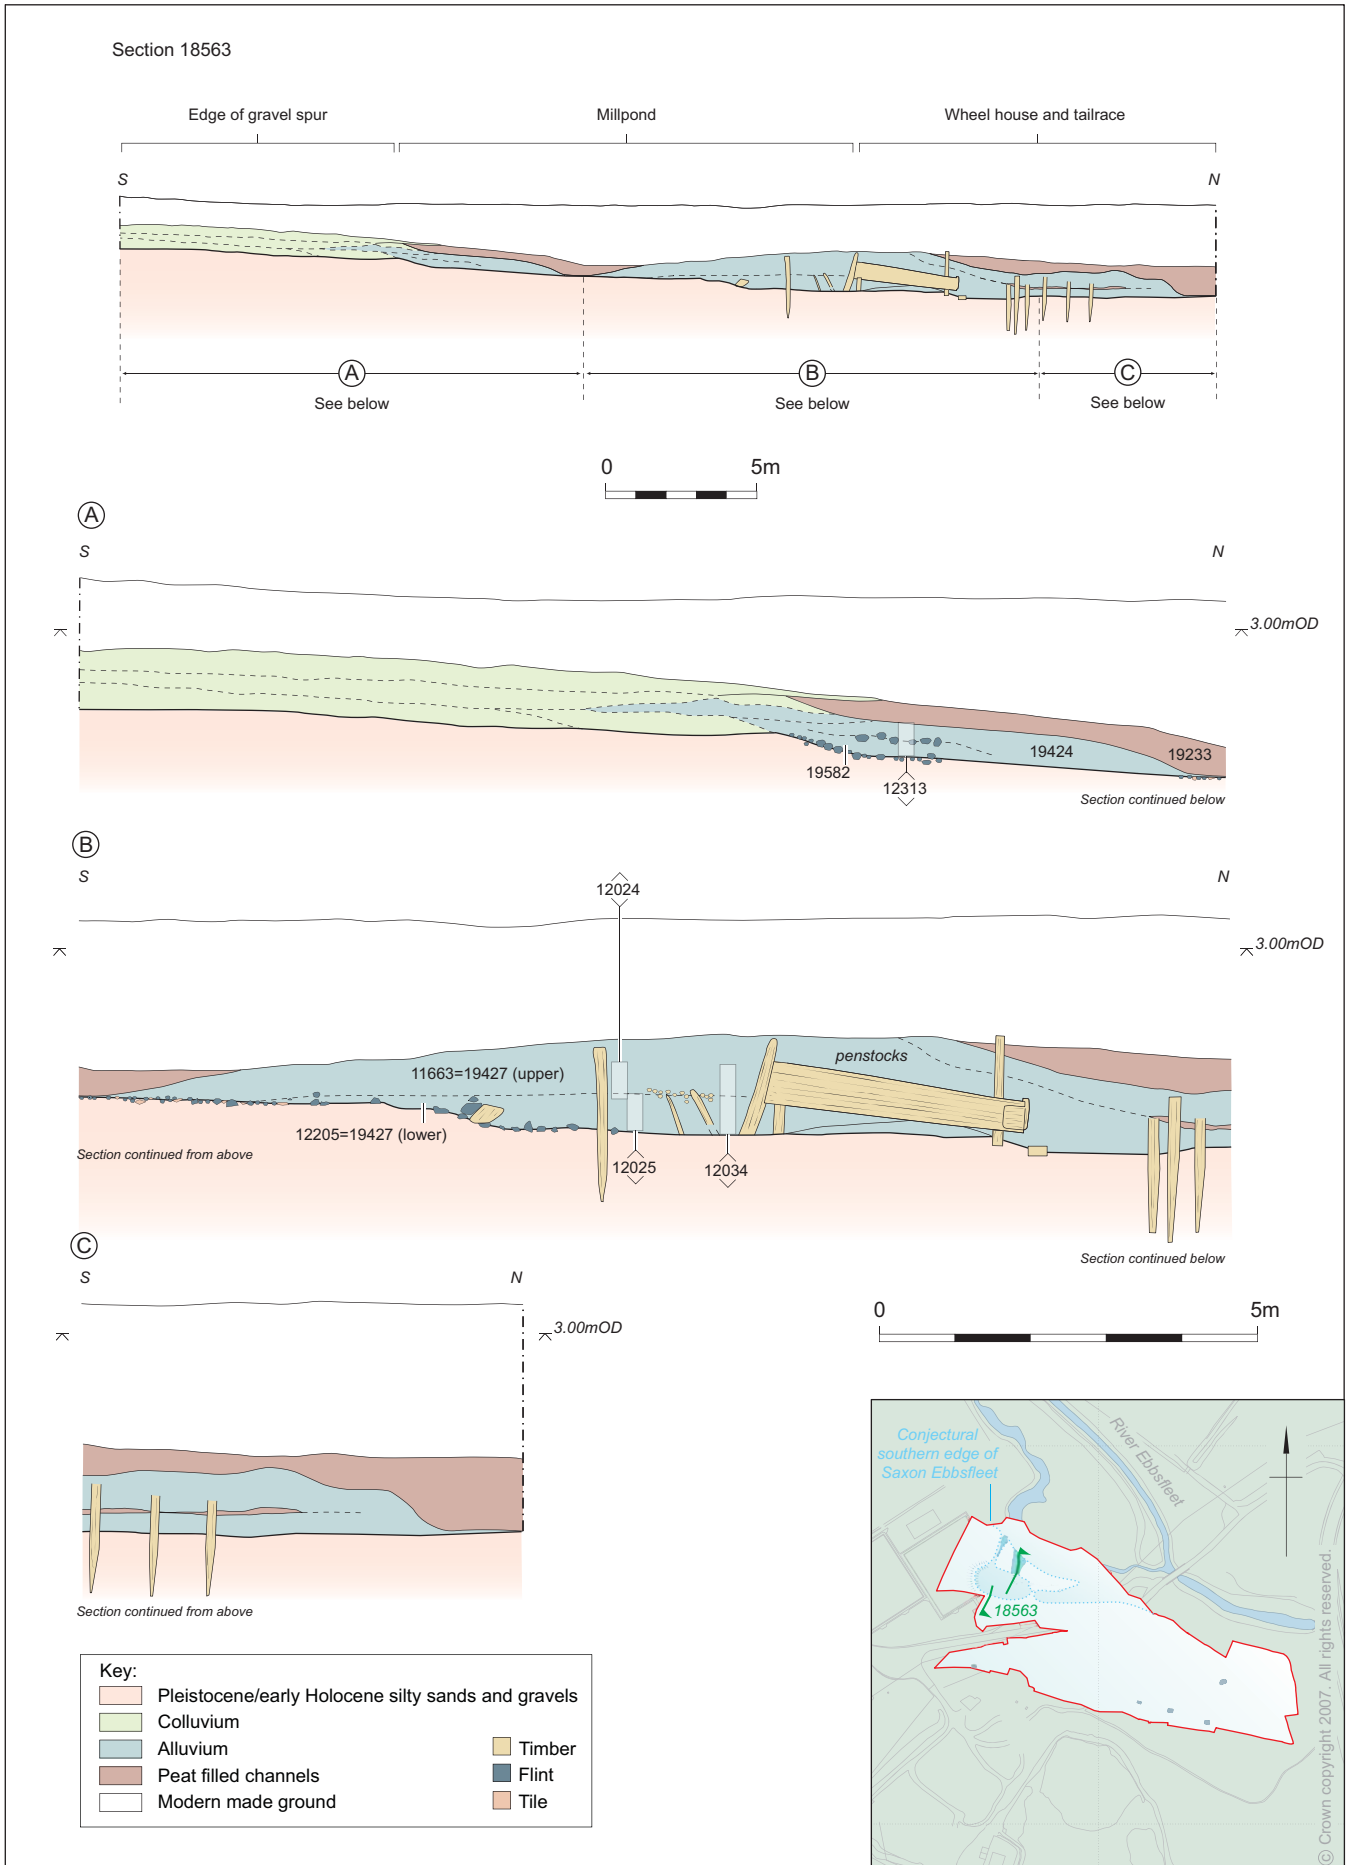 Section 18563
Edge of gravel spur
Millpond
Wheel house and tailrace
S
N
A
B
C
See below
See below
See below
0
5m
A
S
N
3.00mOD
19582
12313
19424
19233
Section continued below
B
S
N
12024
3.00mOD
penstocks
11663=19427 (upper)
12205=19427 (lower)
Section continued from above
12025
12034
Section continued below
C
S
N
3.00mOD
Section continued from above
0
5m
Key:
Pleistocene/early Holocene silty sands and gravels
Colluvium
Alluvium
Peat filled channels
Modern made ground
Timber
Flint
Tile
Conjectural
southern edge of
Saxon Ebbsfleet
River Ebbsfleet
18563
© Crown copyright 2007. All rights reserved.